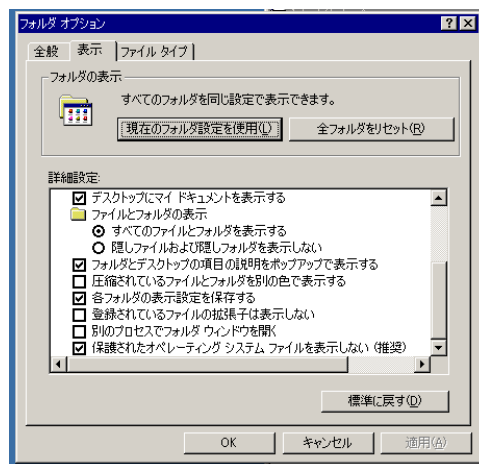 フォルダ オプション
全般 表示 ファイル タイプ
フォルダの表示
すべてのフォルダを同じ設定で表示できます。
現在のフォルダ設定を使用(L) 全フォルダをリセット(R)
詳細設定:
デスクトップにマイ ドキュメントを表示する
ファイルとフォルダの表示
すべてのファイルとフォルダを表示する
隠しファイルおよび隠しフォルダを表示しない
フォルダとデスクトップの項目の説明をポップアップで表示する
圧縮されているファイルとフォルダを別の色で表示する
各フォルダの表示設定を保存する
登録されているファイルの拡張子は表示しない
別のプロセスでフォルダ ウィンドウを開く
保護されたオペレーティング システム ファイルを表示しない (推奨)
標準に戻す(D)
OK キャンセル 適用(A)